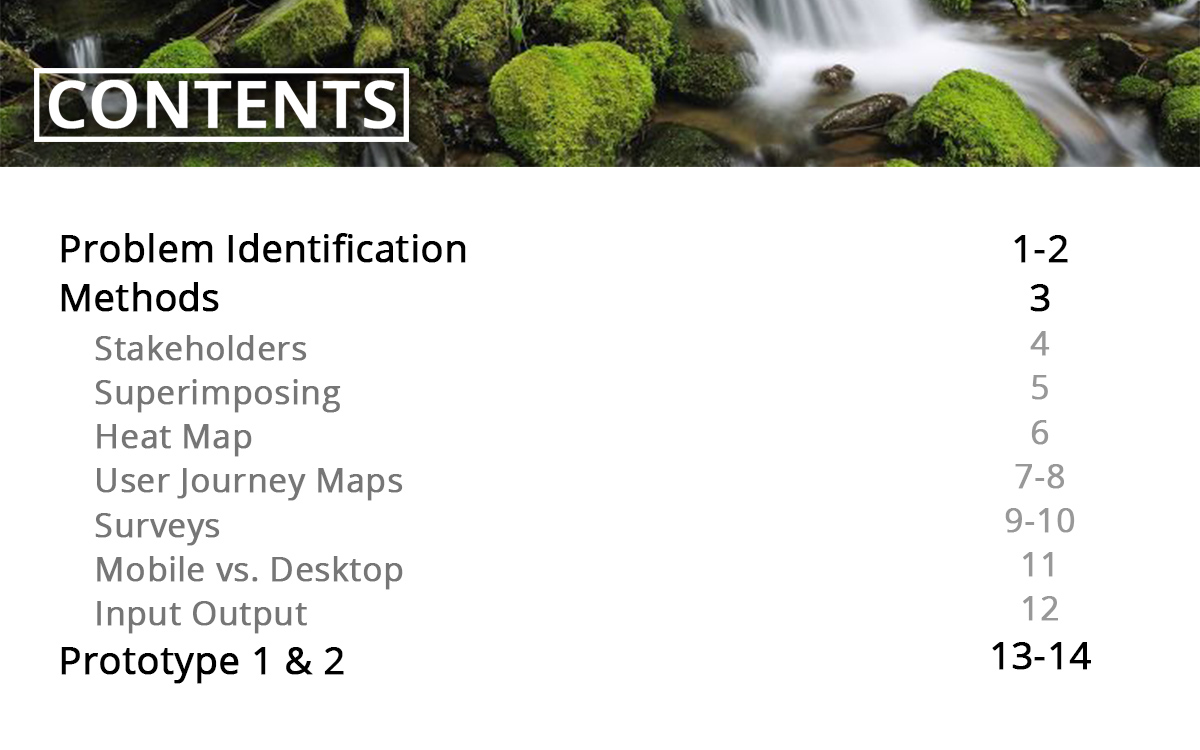 CONTENTS
Problem Identification 1-2
Methods 3
Stakeholders 4
Superimposing 5
Heat Map 6
User Journey Maps 7-8
Surveys 9-10
Mobile vs. Desktop 11
Input Output 12
Prototype 1 & 2 13-14